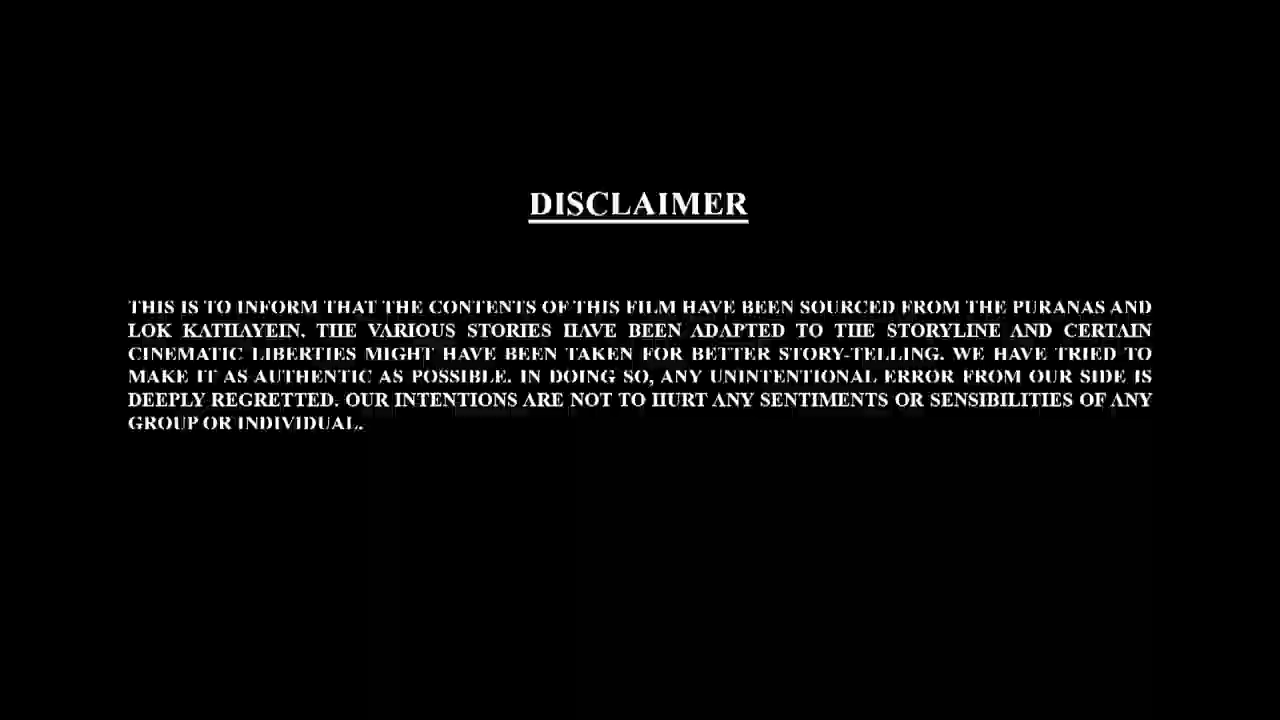 DISCLAIMER
THIS IS TO INFORM THAT THE CONTENTS OF THIS FILM HAVE BEEN SOURCED FROM THE PURANAS AND
LOK KATHAYEIN. THE VARIOUS STORIES HAVE BEEN ADAPTED TO THE STORYLINE AND CERTAIN
CINEMATIC LIBERTIES MIGHT HAVE BEEN TAKEN FOR BETTER STORY-TELLING. WE HAVE TRIED TO
MAKE IT AS AUTHENTIC AS POSSIBLE. IN DOING SO, ANY UNINTENTIONAL ERROR FROM OUR SIDE IS
DEEPLY REGRETTED. OUR INTENTIONS ARE NOT TO HURT ANY SENTIMENTS OR SENSIBILITIES OF ANY
GROUP OR INDIVIDUAL.